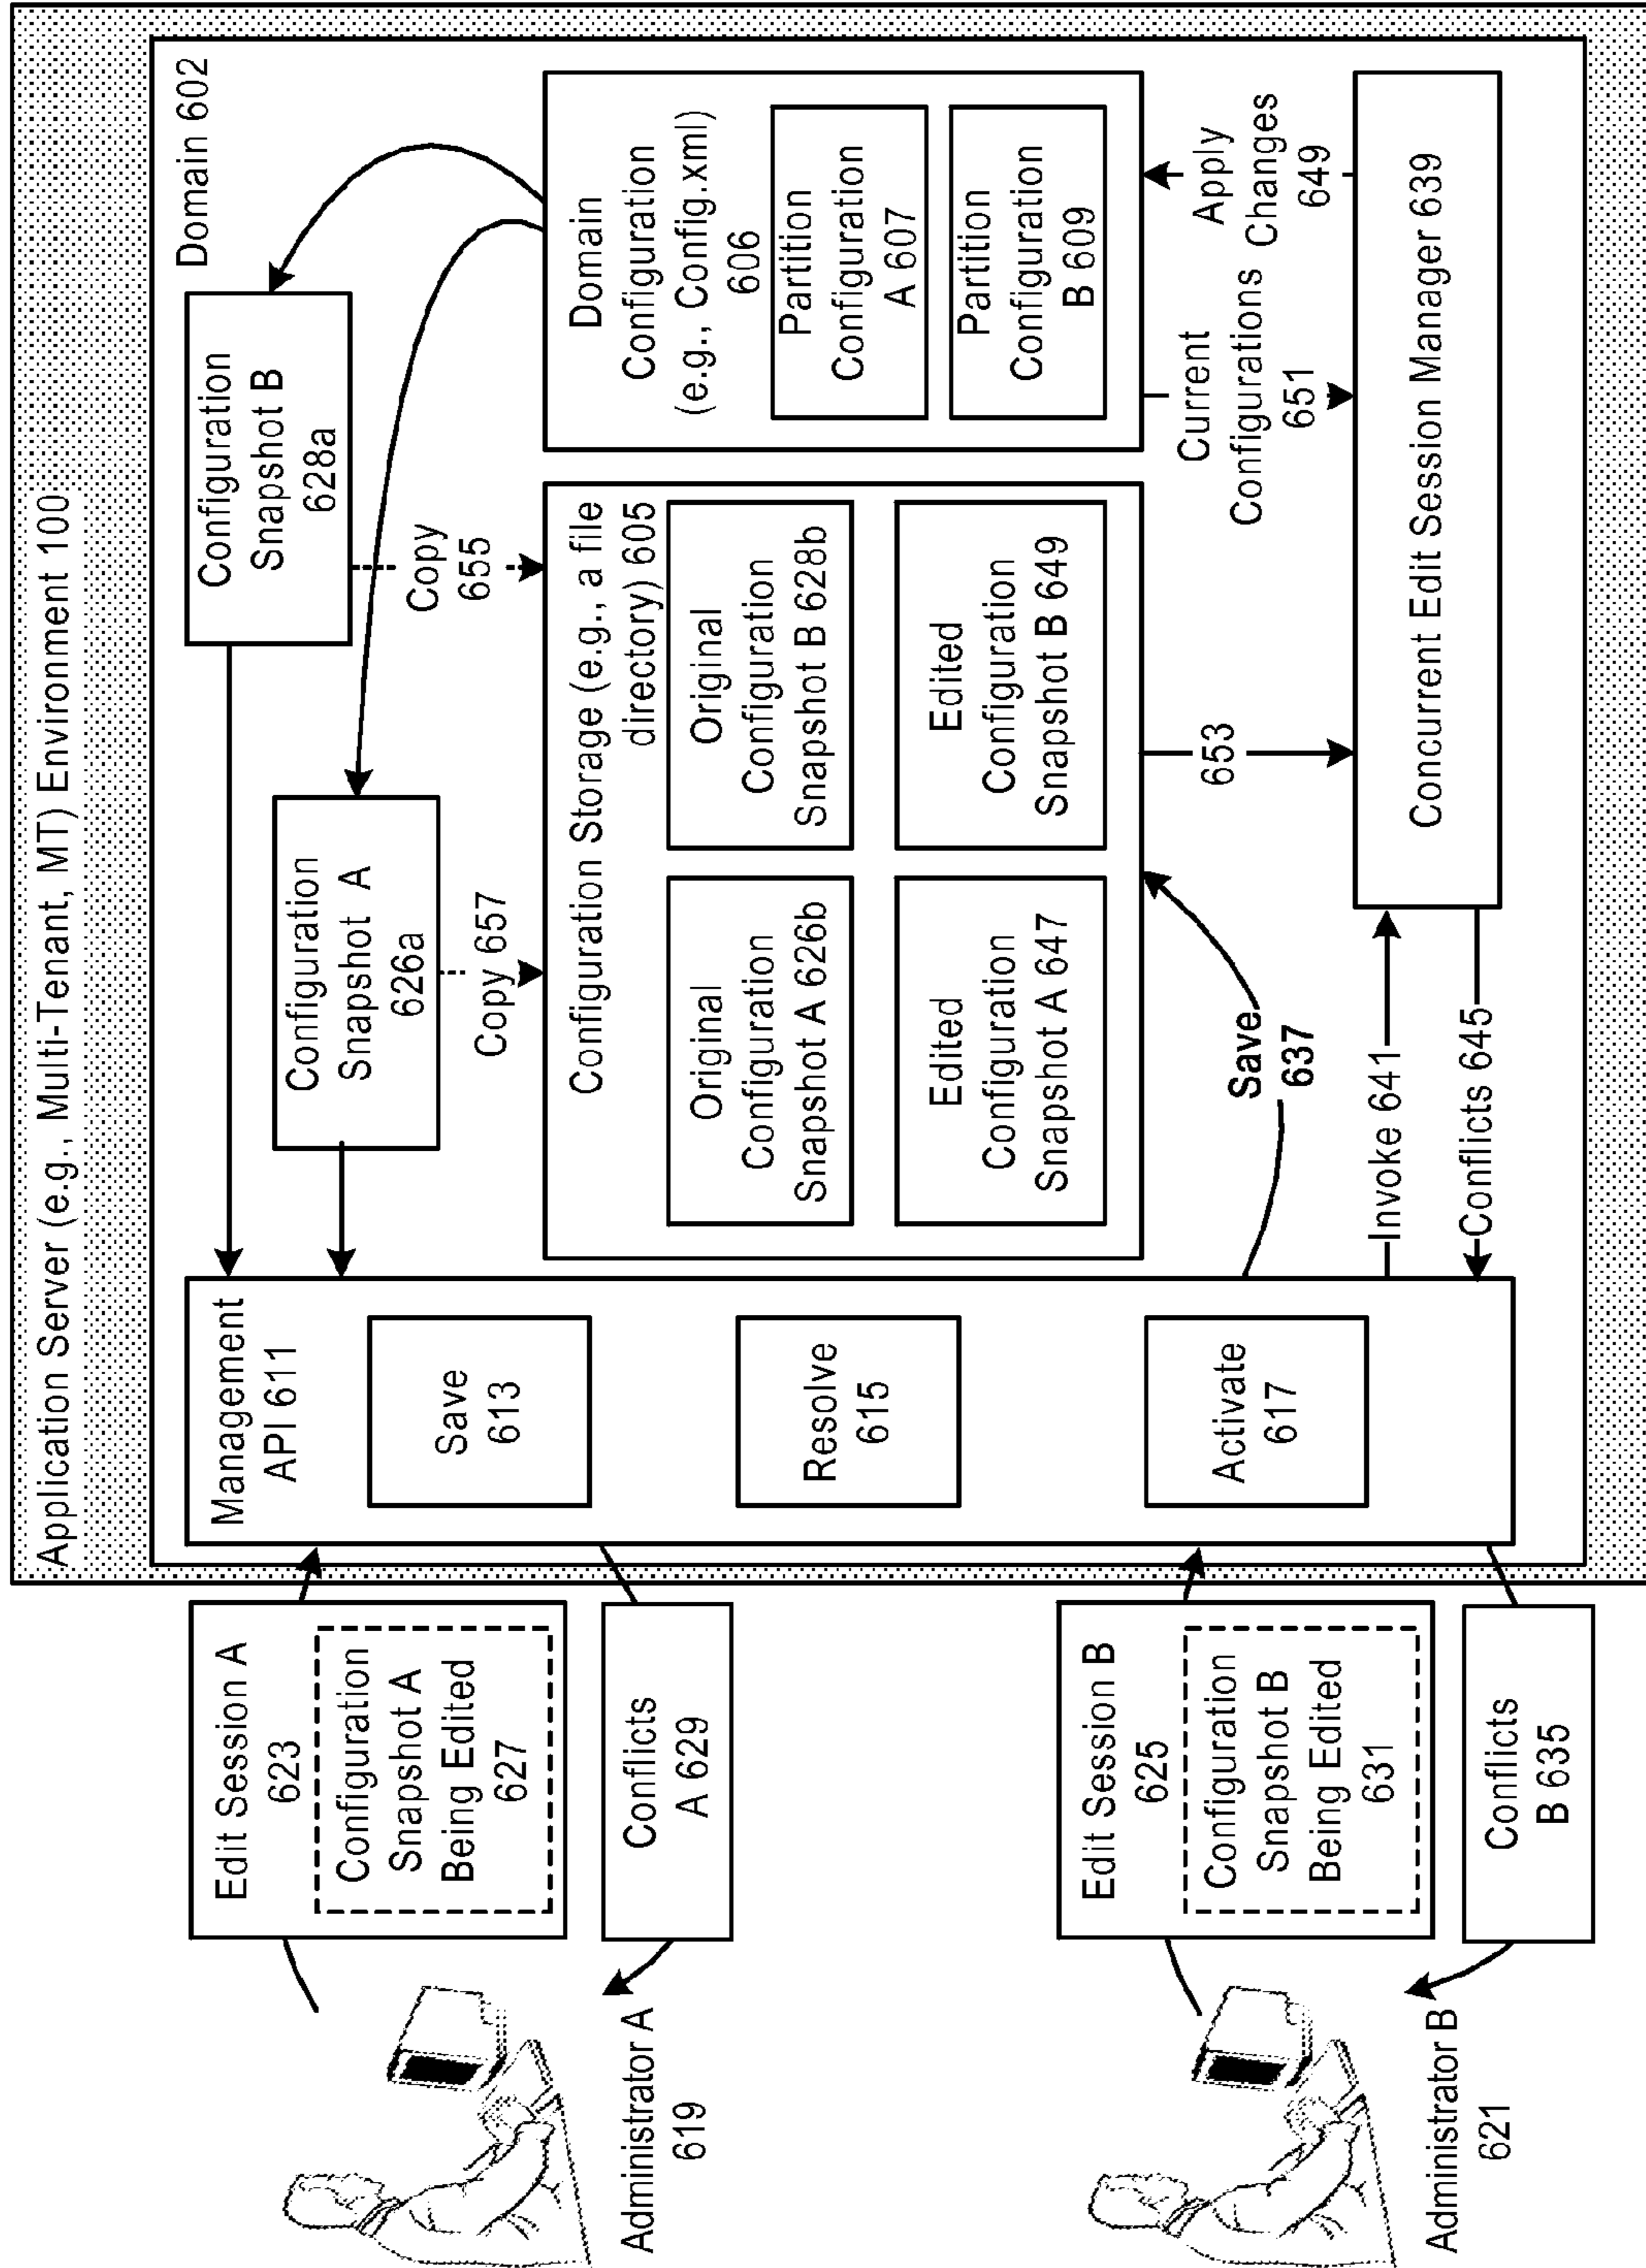 Application Server (e.g., Multi-Tenant, MT) Environment 100
Domain 602
Administrator A
619
Edit Session A
623
Configuration
Snapshot A
Being Edited
627
Conflicts
A 629
Administrator B
621
Edit Session B
625
Configuration
Snapshot B
Being Edited
631
Conflicts
B 635
Management
API 611
Save
613
Resolve
615
Activate
617
Configuration
Snapshot A
626a
Copy 657
Configuration
Snapshot B
628a
Copy
655
Configuration Storage (e.g., a file
directory) 605
Original
Configuration
Snapshot A 626b
Original
Configuration
Snapshot B 628b
Edited
Configuration
Snapshot A 647
Edited
Configuration
Snapshot B 649
Domain
Configuration
(e.g., Config.xml)
606
Partition
Configuration
A 607
Partition
Configuration
B 609
Save
637
653
Current
Configurations
651
Apply
Changes
649
Invoke 641
Conflicts 645
Concurrent Edit Session Manager 639